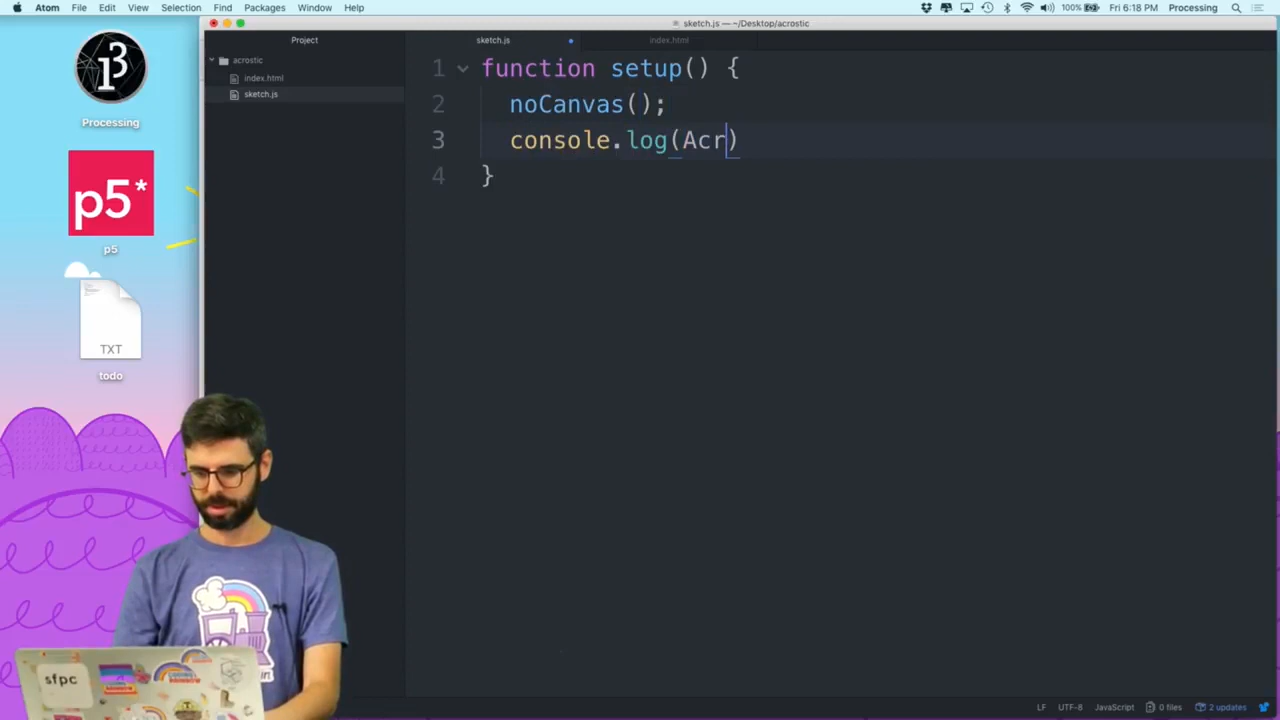 Atom File Edit View Selection Find Packages Window Help 100% Fri 6:18 PM Processing
sketch.js — ~/Desktop/acrostic
Project sketch.js index.html
acrostic
index.html
sketch.js
1 function setup() {
2 noCanvas();
3 console.log(Acr)
4 }
Processing
p5*
p5
TXT
todo
sfpc
LF UTF-8 JavaScript 0 files 2 updates